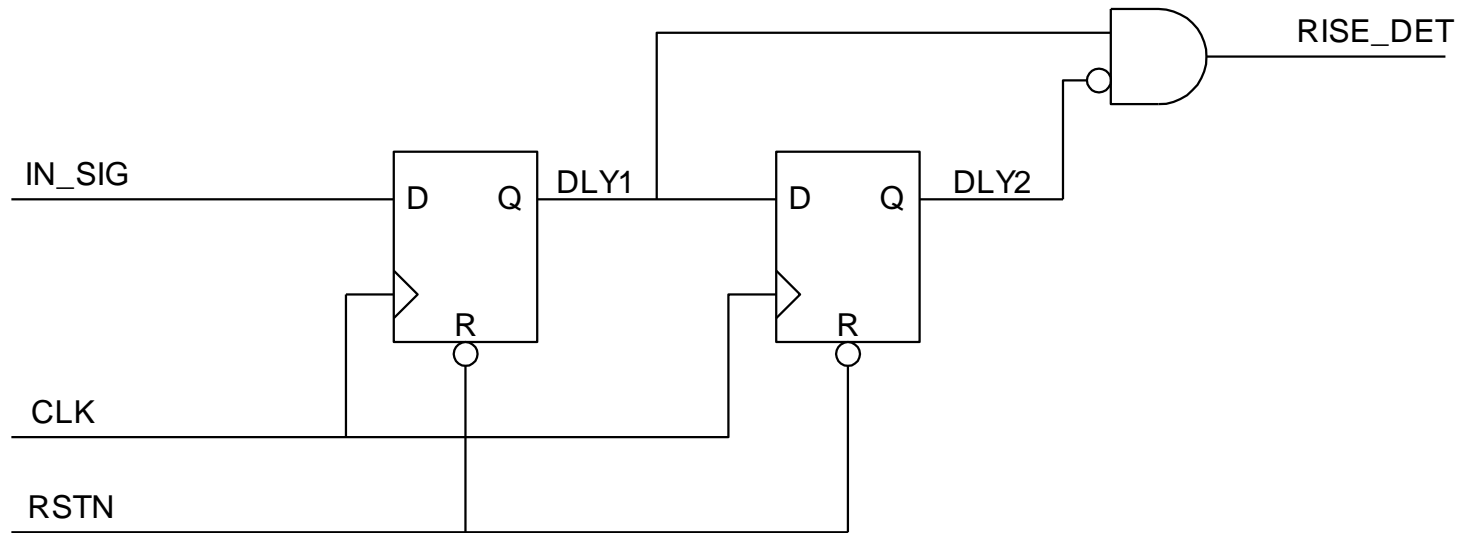 RISE_DET
IN_SIG
DLY1
DLY2
D
Q
D
Q
R
R
CLK
RSTN